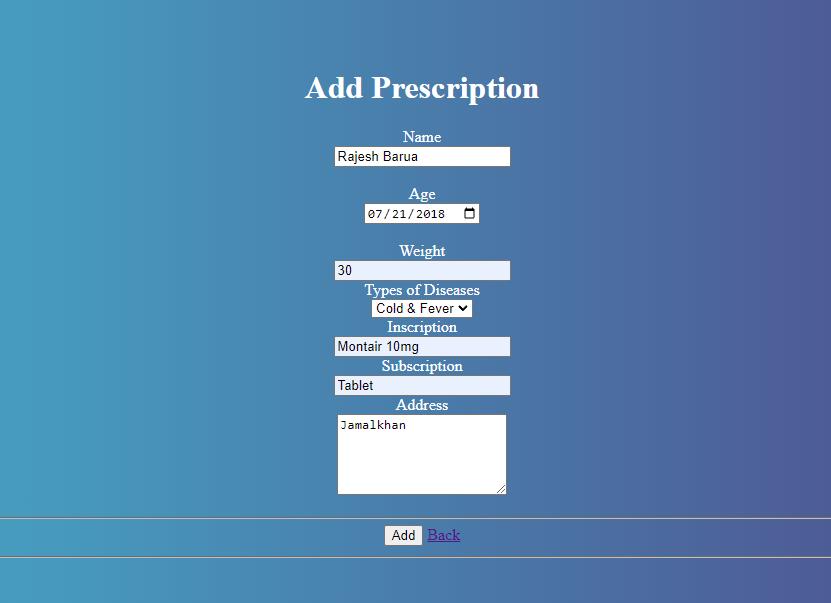 Add Prescription
Name
Rajesh Barua
Age
07/21/2018
Weight
30
Types of Diseases
Cold & Fever
Inscription
Montair 10mg
Subscription
Tablet
Address
Jamalkhan
Add Back